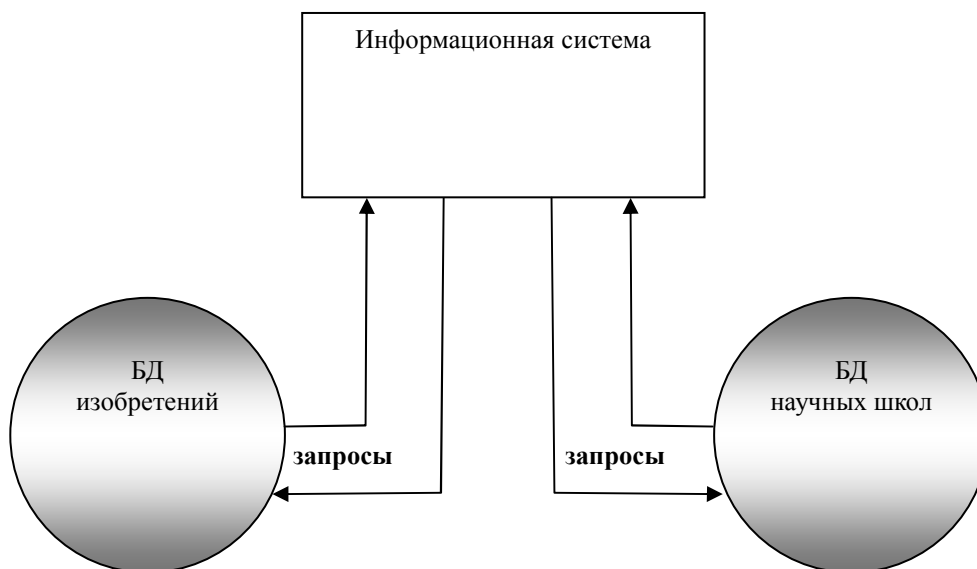 Информационная система
БД
изобретений
БД
научных школ
запросы
запросы